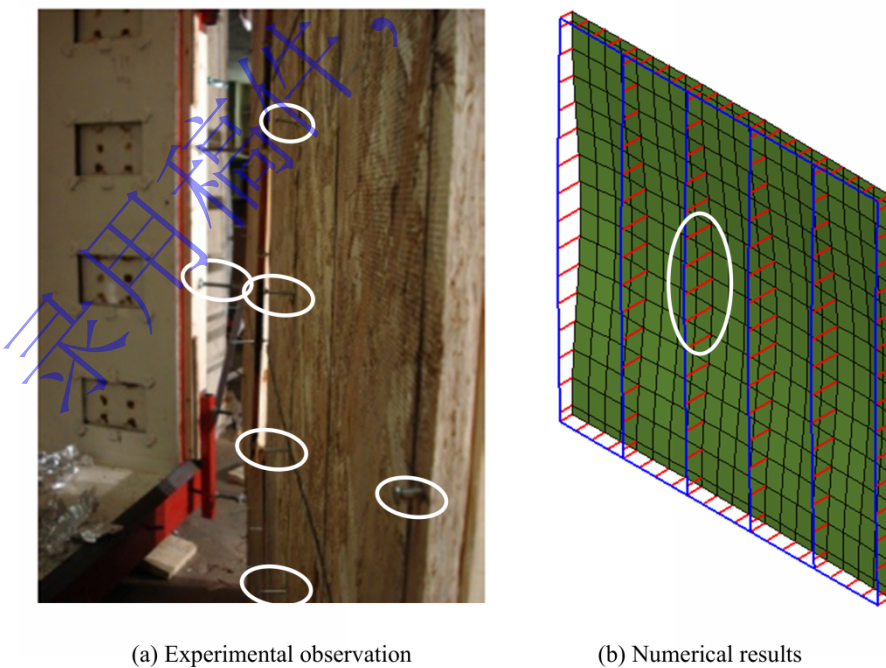 录用稿件，
(a) Experimental observation
(b) Numerical results